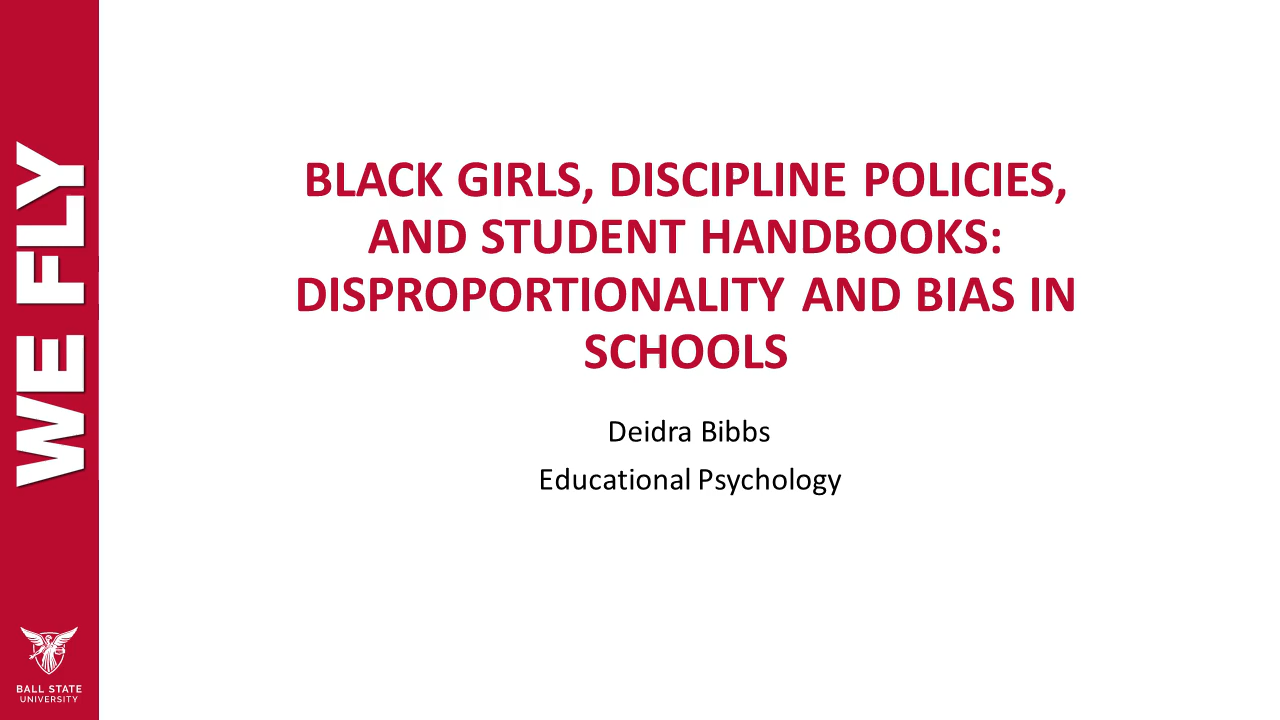 WE FLY
BLACK GIRLS, DISCIPLINE POLICIES,
AND STUDENT HANDBOOKS:
DISPROPORTIONALITY AND BIAS IN
SCHOOLS
Deidra Bibbs
Educational Psychology
BALL STATE
UNIVERSITY